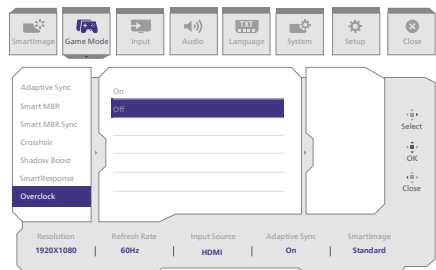 SmartImage
Game Mode
Input
TXT
Audio
Language
System
Setup
Close
Adaptive Sync
Smart MBR
Smart MBR Sync
Crosshair
Shadow Boost
SmartResponse
Overclock
On
Off
Select
OK
Close
Resolution
Refresh Rate
Input Source
Adaptive Sync
SmartImage
1920X1080 | 60Hz | HDMI | On | Standard